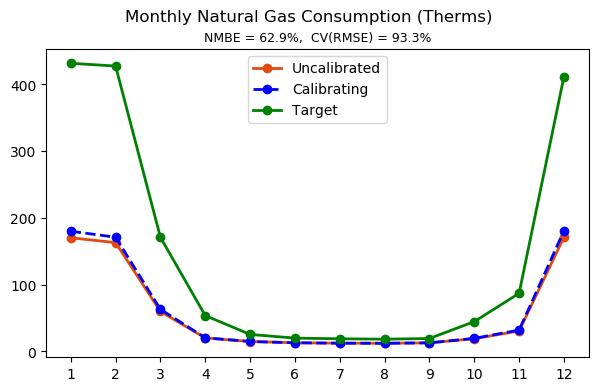 Monthly Natural Gas Consumption (Therms)
NMBE = 62.9%,  CV(RMSE) = 93.3%
Uncalibrated
Calibrating
Target
400
300
200
100
0
1 2 3 4 5 6 7 8 9 10 11 12